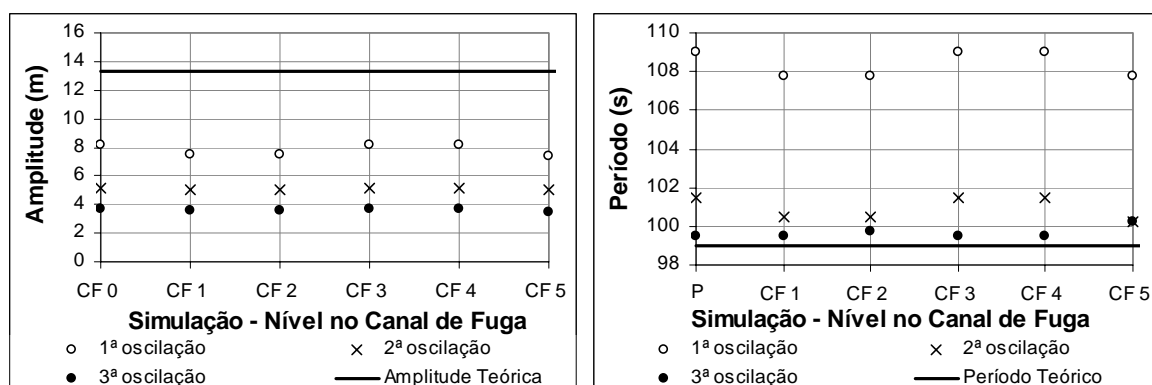 16
14
12
10
8
6
4
2
0
Amplitude (m)
CF 0 CF 1 CF 2 CF 3 CF 4 CF 5
Simulação - Nível no Canal de Fuga
1ª oscilação 2ª oscilação
3ª oscilação Amplitude Teórica
110
108
106
104
102
100
98
Período (s)
P CF 1 CF 2 CF 3 CF 4 CF 5
Simulação - Nível no Canal de Fuga
1ª oscilação 2ª oscilação
3ª oscilação Período Teórico